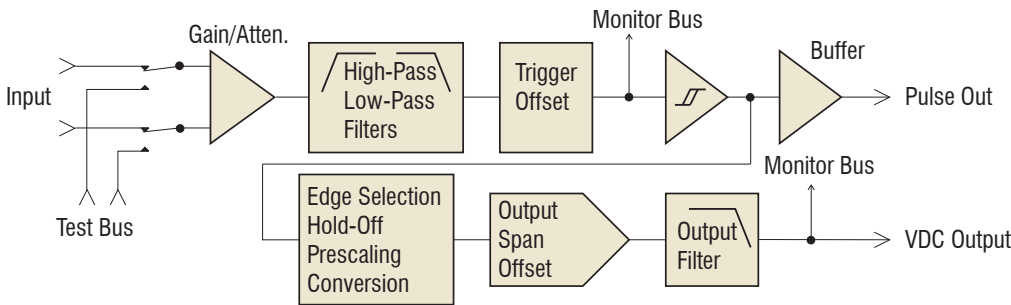 Monitor Bus
Gain/Atten.
Buffer
Input
High-Pass
Low-Pass
Filters
Trigger
Offset
Pulse Out
Test Bus
Monitor Bus
Edge Selection
Hold-Off
Prescaling
Conversion
Output
Span
Offset
Output
Filter
VDC Output